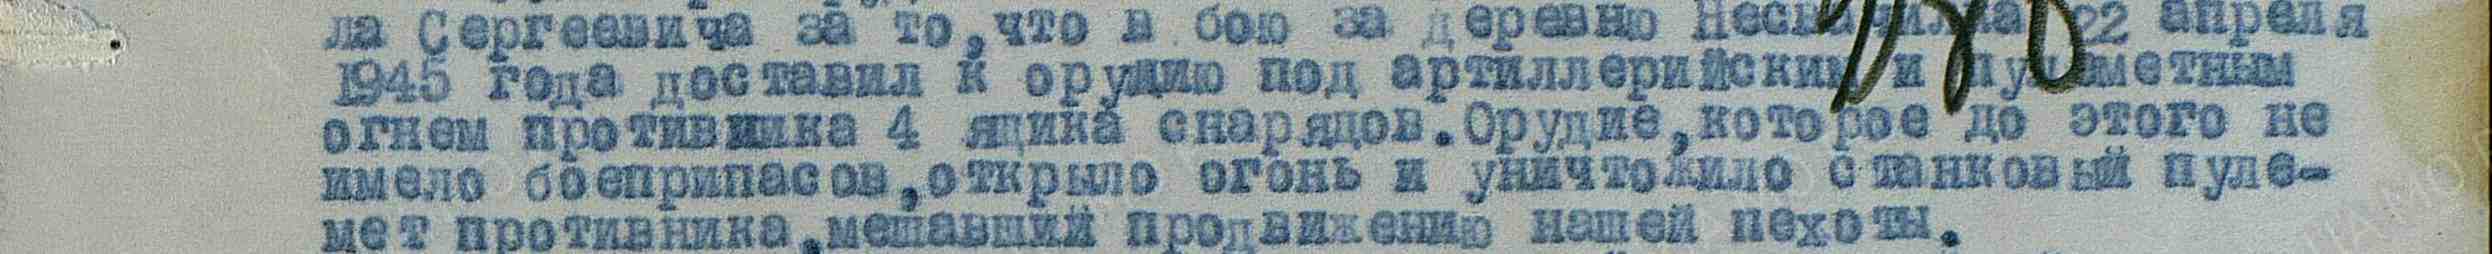 ла Сергеевича за то,что в бою за деревню 22 апреля
1945 года доставил к орудию под артиллерийским и пулеметным
огнем противника 4 ящика снарядов.Орудие,которое до этого не
имело боеприпасов,открыло огонь и уничтожило станковый пуле-
мет противника,мешавший продвижению нашей пехоты.